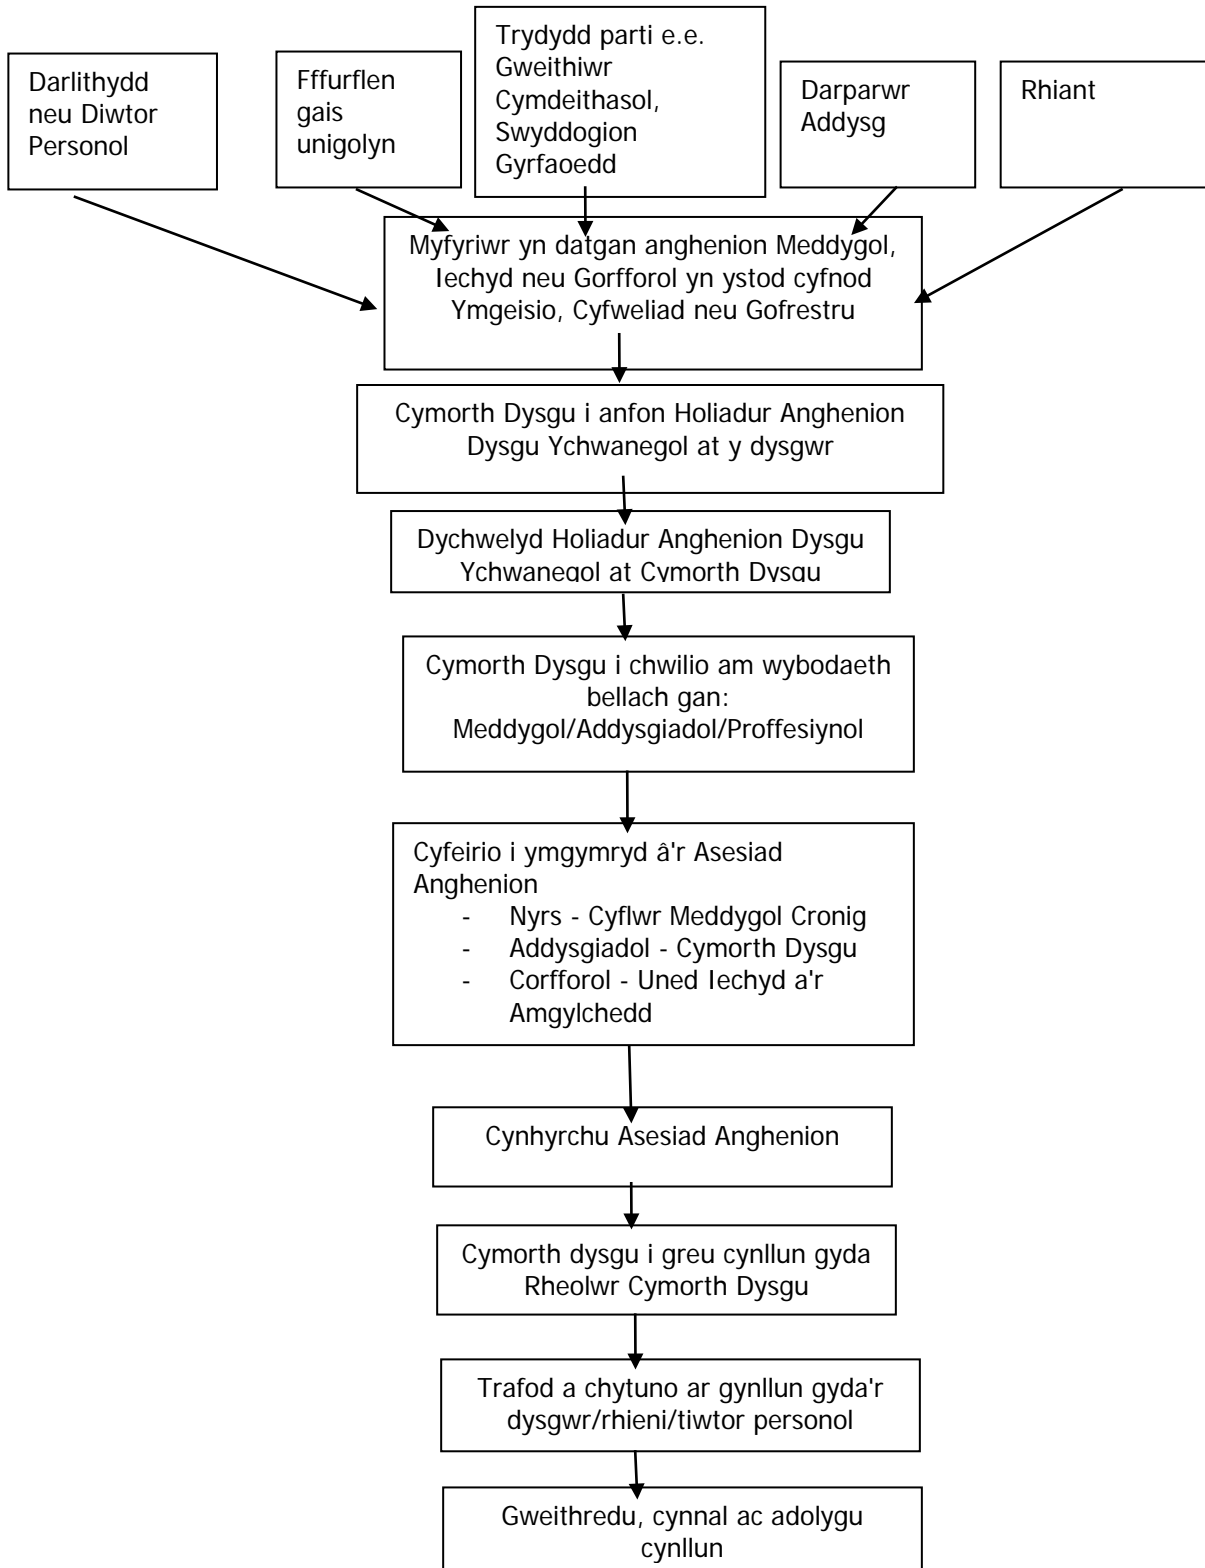 Darlithydd
neu Diwtor
Personol
Fffurflen
gais
unigolyn
Trydydd parti e.e.
Gweithiwr
Cymdeithasol,
Swyddogion
Gyrfaoedd
Darparwr
Addysg
Rhiant
Myfyriwr yn datgan anghenion Meddygol,
Iechyd neu Gorfforol yn ystod cyfnod
Ymgeisio, Cyfweliad neu Gofrestru
Cymorth Dysgu i anfon Holiadur Anghenion
Dysgu Ychwanegol at y dysgwr
Dychwelyd Holiadur Anghenion Dysgu
Ychwanegol at Cymorth Dysgu
Cymorth Dysgu i chwilio am wybodaeth
bellach gan:
Meddygol/Addysgiadol/Proffesiynol
Cyfeirio i ymgymryd â'r Asesiad
Anghenion
- Nyrs - Cyflwr Meddygol Cronig
- Addysgiadol - Cymorth Dysgu
- Corfforol - Uned Iechyd a'r
Amgylchedd
Cynhyrchu Asesiad Anghenion
Cymorth dysgu i greu cynllun gyda
Rheolwr Cymorth Dysgu
Trafod a chytuno ar gynllun gyda'r
dysgwr/rhieni/tiwtor personol
Gweithredu, cynnal ac adolygu
cynllun